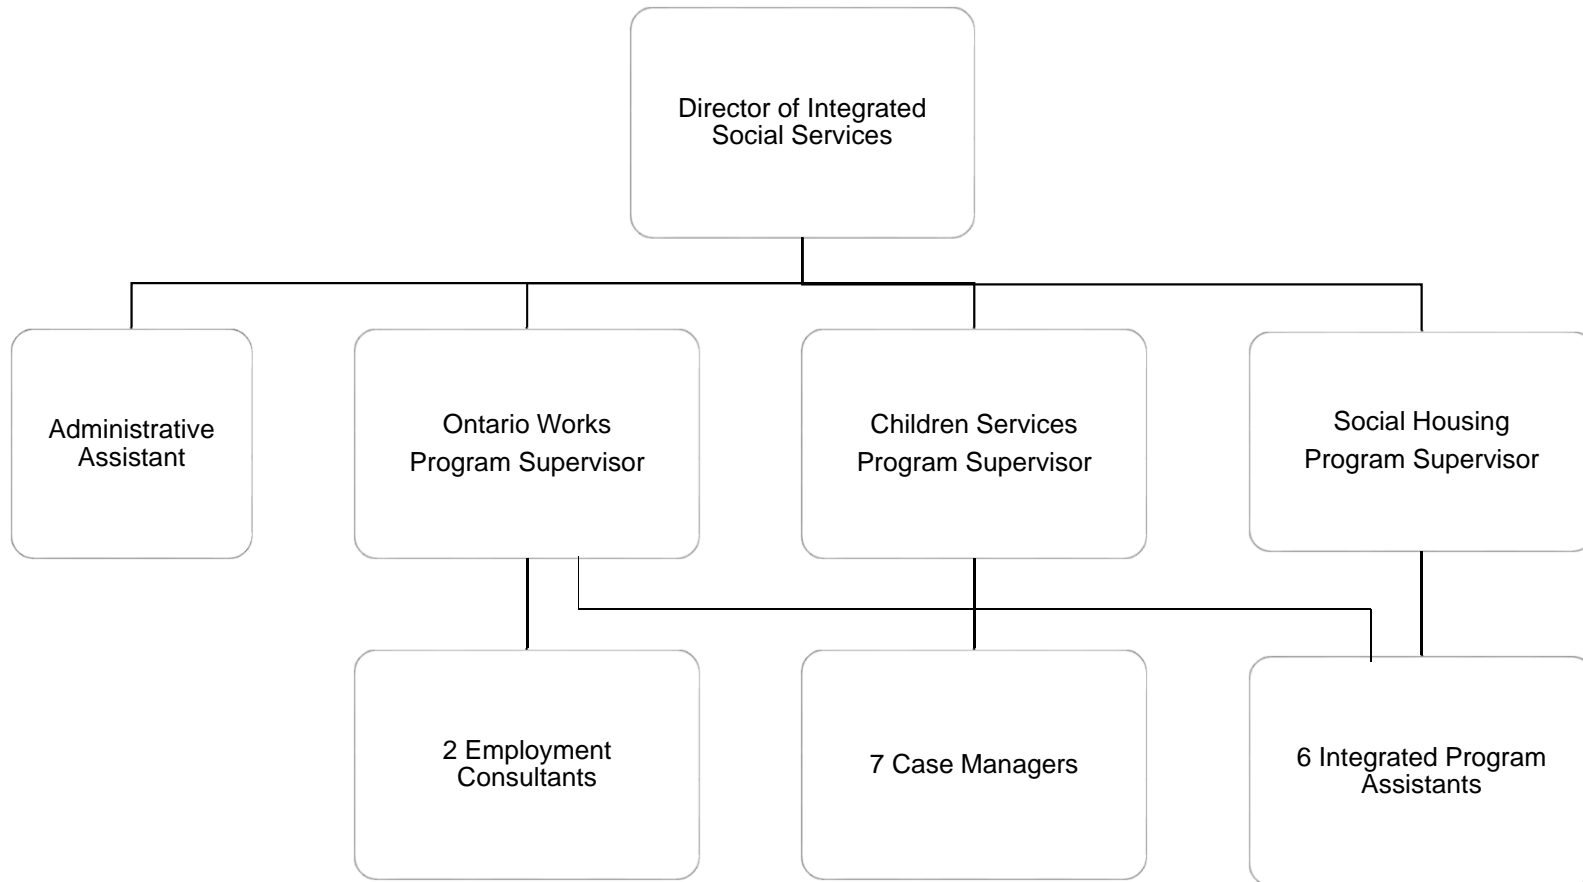 Director of Integrated
Social Services
Administrative
Assistant
Ontario Works
Program Supervisor
Children Services
Program Supervisor
Social Housing
Program Supervisor
2 Employment
Consultants
7 Case Managers
6 Integrated Program
Assistants